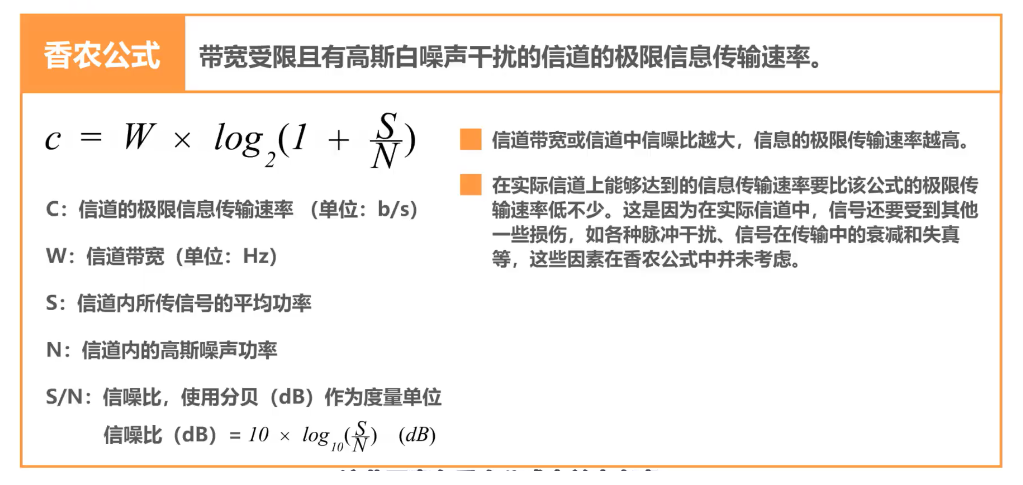 香农公式
带宽受限且有高斯白噪声干扰的信道的极限信息传输速率。
c = W × log₂(1 + S/N)
C：信道的极限信息传输速率 （单位：b/s）
W：信道带宽（单位：Hz）
S：信道内所传信号的平均功率
N：信道内的高斯噪声功率
S/N：信噪比，使用分贝（dB）作为度量单位
信噪比（dB）= 10 × log₁₀(S/N) (dB)
信道带宽或信道中信噪比越大，信息的极限传输速率越高。
在实际信道上能够达到的信息传输速率要比该公式的极限传
输速率低不少。这是因为在实际信道中，信号还要受到其他
一些损伤，如各种脉冲干扰、信号在传输中的衰减和失真
等，这些因素在香农公式中并未考虑。